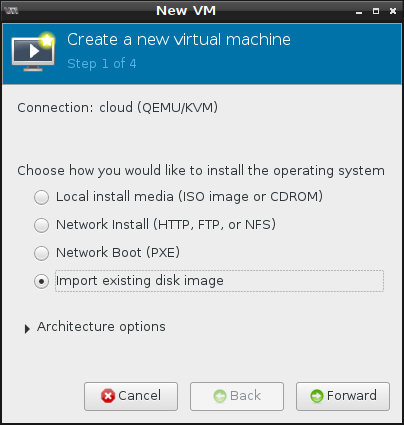 New VM
Create a new virtual machine
Step 1 of 4
Connection: cloud (QEMU/KVM)
Choose how you would like to install the operating system
Local install media (ISO image or CDROM)
Network Install (HTTP, FTP, or NFS)
Network Boot (PXE)
Import existing disk image
Architecture options
Cancel Back Forward